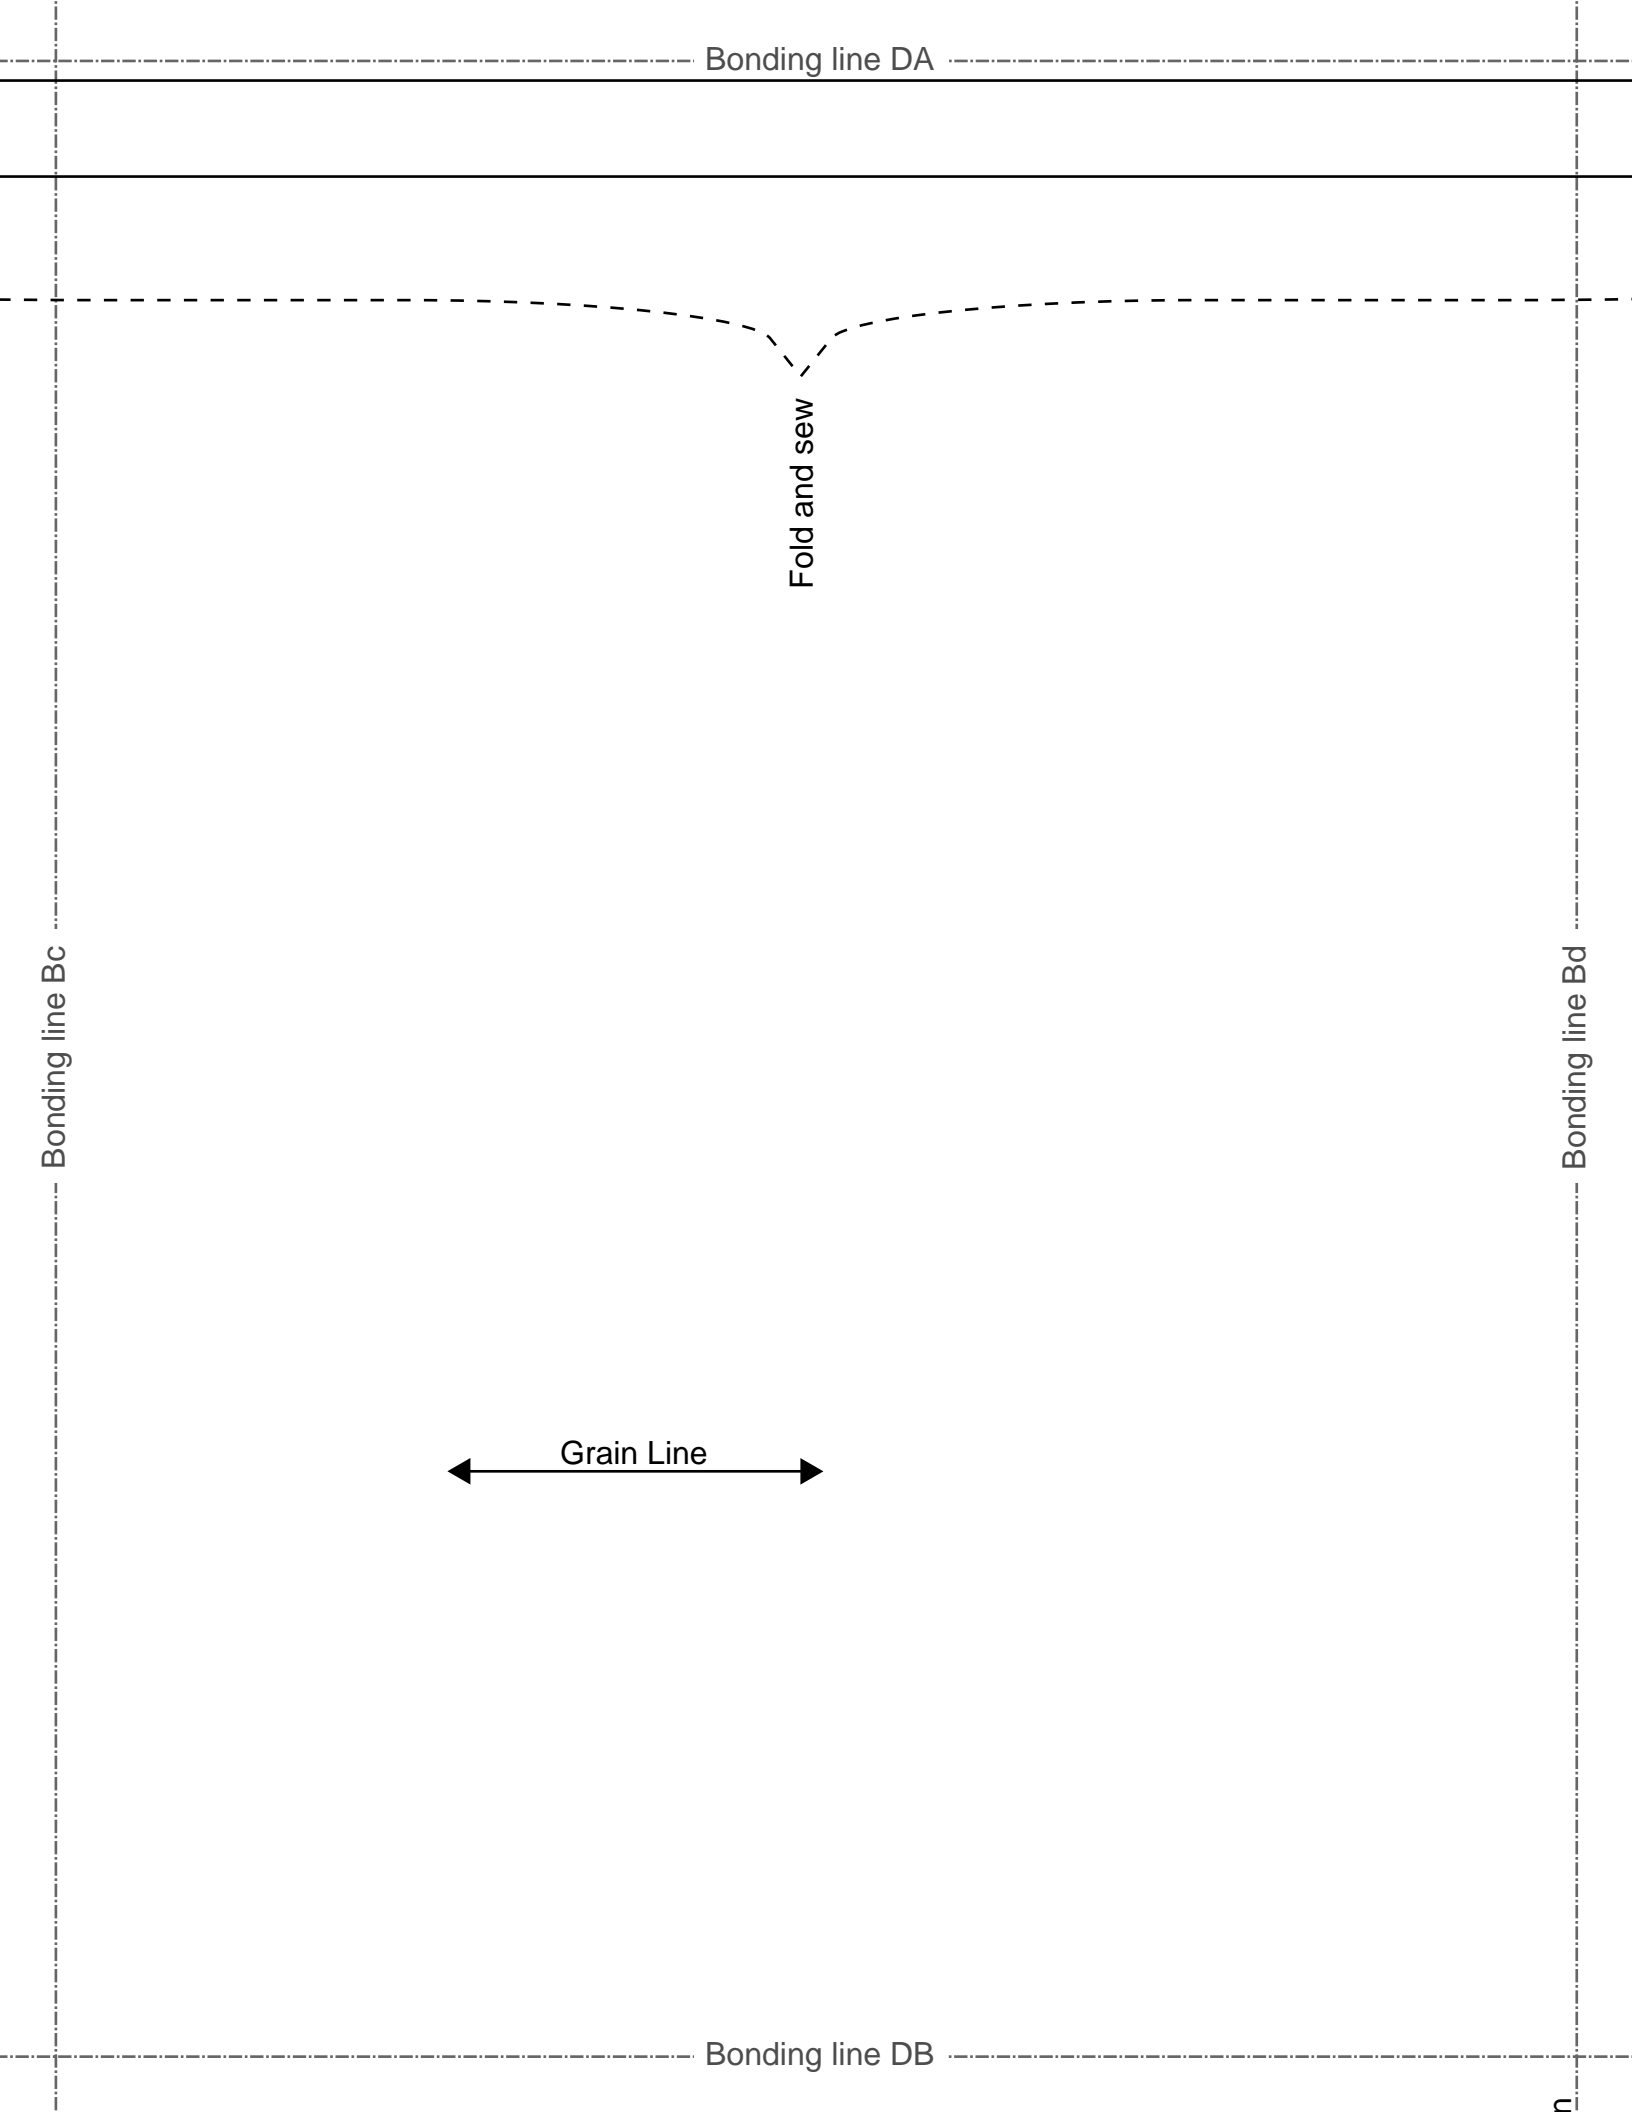 Bonding line DA
Fold and sew
Bonding line Bc
Bonding line Bd
Grain Line
Bonding line DB